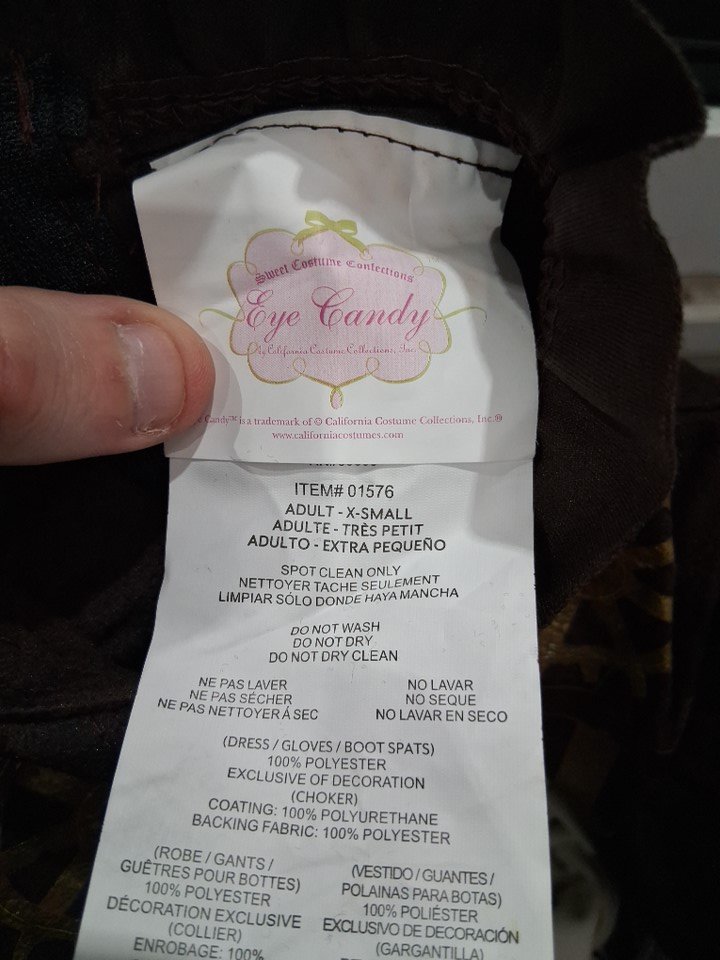 Sweet Costume Confections
Eye Candy
By California Costume Collections, Inc.
Candy™ is a trademark of © California Costume Collections, Inc.®
www.californiacostumes.com
ITEM# 01576
ADULT - X-SMALL
ADULTE - TRÈS PETIT
ADULTO - EXTRA PEQUEÑO
SPOT CLEAN ONLY
NETTOYER TACHE SEULEMENT
LIMPIAR SÓLO DONDE HAYA MANCHA
DO NOT WASH
DO NOT DRY
DO NOT DRY CLEAN
NE PAS LAVER
NE PAS SÉCHER
NE PAS NETTOYER Á SEC
NO LAVAR
NO SEQUE
NO LAVAR EN SECO
(DRESS / GLOVES / BOOT SPATS)
100% POLYESTER
EXCLUSIVE OF DECORATION
(CHOKER)
COATING: 100% POLYURETHANE
BACKING FABRIC: 100% POLYESTER
(ROBE / GANTS /
GUÊTRES POUR BOTTES)
100% POLYESTER
DÉCORATION EXCLUSIVE
(COLLIER)
ENROBAGE: 100%
(VESTIDO / GUANTES /
POLAINAS PARA BOTAS)
100% POLIÉSTER
EXCLUSIVO DE DECORACIÓN
(GARGANTILLA)